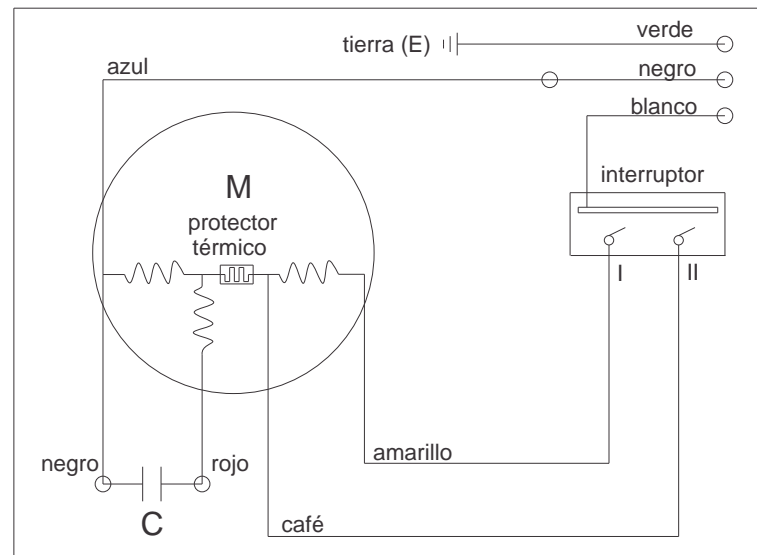 verde
tierra (E)
azul
negro
blanco
M
interruptor
protector
térmico
I
II
amarillo
negro
rojo
C
café